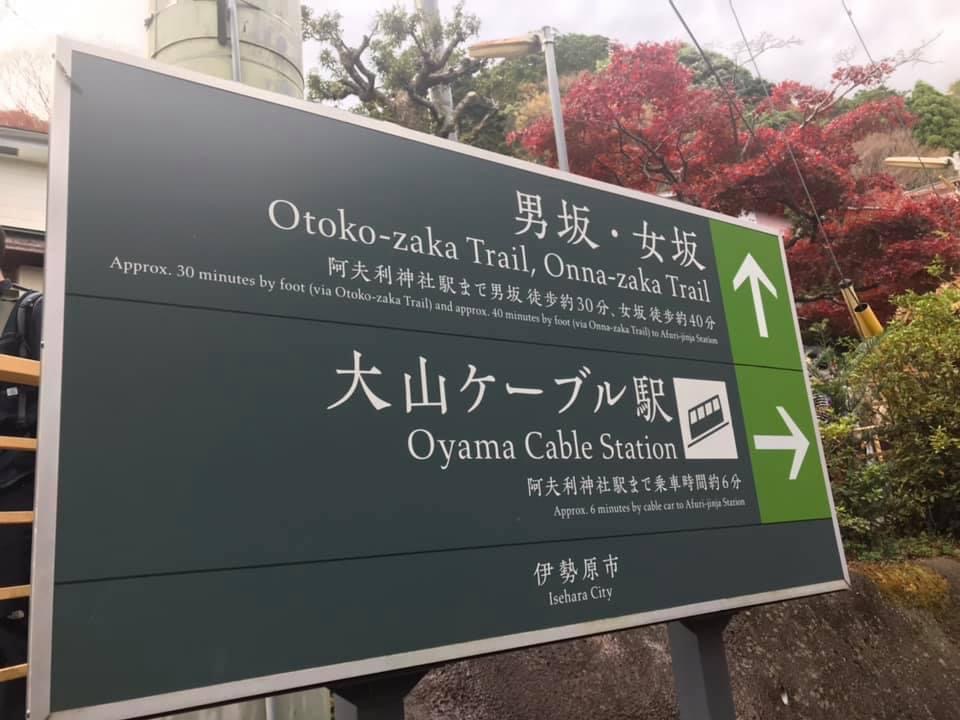 男坂・女坂
Otoko-zaka Trail, Onna-zaka Trail
阿夫利神社駅まで男坂 徒歩約30分、女坂 徒歩約40分
Approx. 30 minutes by foot (via Otoko-zaka Trail) and approx. 40 minutes by foot (via Onna-zaka Trail) to Afuri-jinja Station
大山ケーブル駅
Oyama Cable Station
阿夫利神社駅まで乗車時間約6分
Approx. 6 minutes by cable car to Afuri-jinja Station
伊勢原市
Isehara City